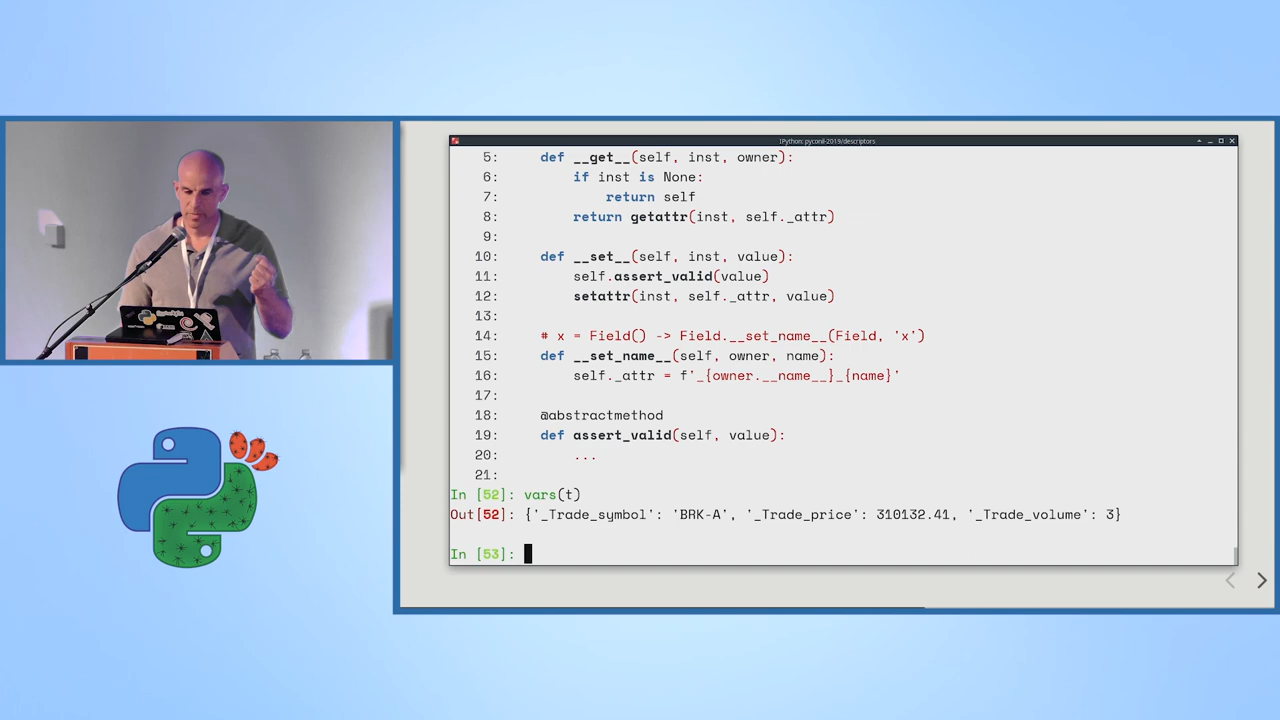 IPython: pyconil-2019/descriptors
5:     def __get__(self, inst, owner):
6:         if inst is None:
7:             return self
8:         return getattr(inst, self._attr)
9:
10:     def __set__(self, inst, value):
11:         self.assert_valid(value)
12:         setattr(inst, self._attr, value)
13:
14:     # x = Field() -> Field.__set_name__(Field, 'x')
15:     def __set_name__(self, owner, name):
16:         self._attr = f'_{owner.__name__}_{name}'
17:
18:     @abstractmethod
19:     def assert_valid(self, value):
20:         ...
21:
In [52]: vars(t)
Out[52]: {'_Trade_symbol': 'BRK-A', '_Trade_price': 310132.41, '_Trade_volume': 3}
In [53]: